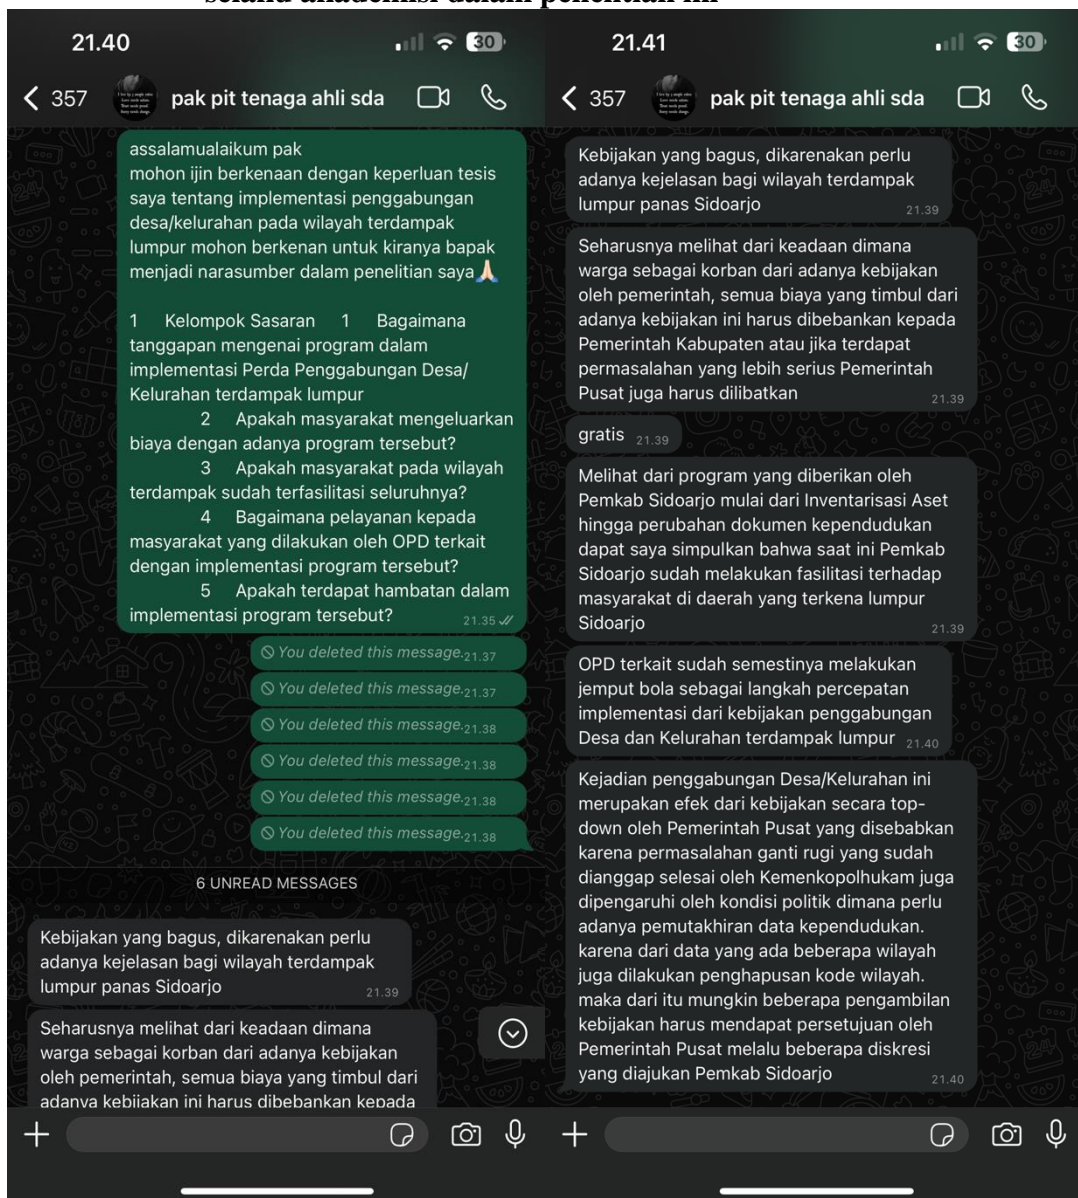 selaku akademisi dalam penelitian ini
21.40
30
357
pak pit tenaga ahli sda
assalamualaikum pak
mohon ijin berkenaan dengan keperluan tesis
saya tentang implementasi penggabungan
desa/kelurahan pada wilayah terdampak
lumpur mohon berkenan untuk kiranya bapak
menjadi narasumber dalam penelitian saya🙏🏻
1 Kelompok Sasaran 1 Bagaimana
tanggapan mengenai program dalam
implementasi Perda Penggabungan Desa/
Kelurahan terdampak lumpur
2 Apakah masyarakat mengeluarkan
biaya dengan adanya program tersebut?
3 Apakah masyarakat pada wilayah
terdampak sudah terfasilitasi seluruhnya?
4 Bagaimana pelayanan kepada
masyarakat yang dilakukan oleh OPD terkait
dengan implementasi program tersebut?
5 Apakah terdapat hambatan dalam
implementasi program tersebut?
21.35
You deleted this message. 21.37
You deleted this message. 21.37
You deleted this message. 21.38
You deleted this message. 21.38
You deleted this message. 21.38
You deleted this message. 21.38
6 UNREAD MESSAGES
Kebijakan yang bagus, dikarenakan perlu
adanya kejelasan bagi wilayah terdampak
lumpur panas Sidoarjo
21.39
Seharusnya melihat dari keadaan dimana
warga sebagai korban dari adanya kebijakan
oleh pemerintah, semua biaya yang timbul dari
adanya kebijakan ini harus dibebankan kepada
21.41
30
357
pak pit tenaga ahli sda
Kebijakan yang bagus, dikarenakan perlu
adanya kejelasan bagi wilayah terdampak
lumpur panas Sidoarjo
21.39
Seharusnya melihat dari keadaan dimana
warga sebagai korban dari adanya kebijakan
oleh pemerintah, semua biaya yang timbul dari
adanya kebijakan ini harus dibebankan kepada
Pemerintah Kabupaten atau jika terdapat
permasalahan yang lebih serius Pemerintah
Pusat juga harus dilibatkan
21.39
gratis 21.39
Melihat dari program yang diberikan oleh
Pemkab Sidoarjo mulai dari Inventarisasi Aset
hingga perubahan dokumen kependudukan
dapat saya simpulkan bahwa saat ini Pemkab
Sidoarjo sudah melakukan fasilitasi terhadap
masyarakat di daerah yang terkena lumpur
Sidoarjo
21.39
OPD terkait sudah semestinya melakukan
jemput bola sebagai langkah percepatan
implementasi dari kebijakan penggabungan
Desa dan Kelurahan terdampak lumpur 21.40
Kejadian penggabungan Desa/Kelurahan ini
merupakan efek dari kebijakan secara top-
down oleh Pemerintah Pusat yang disebabkan
karena permasalahan ganti rugi yang sudah
dianggap selesai oleh Kemenkopolhukam juga
dipengaruhi oleh kondisi politik dimana perlu
adanya pemutakhiran data kependudukan.
karena dari data yang ada beberapa wilayah
juga dilakukan penghapusan kode wilayah.
maka dari itu mungkin beberapa pengambilan
kebijakan harus mendapat persetujuan oleh
Pemerintah Pusat melalu beberapa diskresi
yang diajukan Pemkab Sidoarjo
21.40